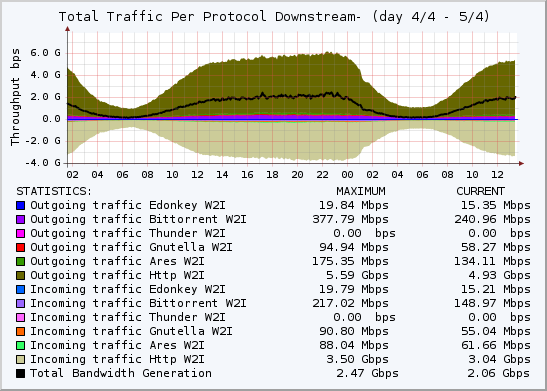 Total Traffic Per Protocol Downstream- (day 4/4 - 5/4)
Throughput bps
6.0 G
4.0 G
2.0 G
0.0
-2.0 G
-4.0 G
02 04 06 08 10 12 14 16 18 20 22 00 02 04 06 08 10 12
STATISTICS: MAXIMUM CURRENT
Outgoing traffic Edonkey W2I 19.84 Mbps 15.35 Mbps
Outgoing traffic Bittorrent W2I 377.79 Mbps 240.96 Mbps
Outgoing traffic Thunder W2I 0.00 bps 0.00 bps
Outgoing traffic Gnutella W2I 94.94 Mbps 58.27 Mbps
Outgoing traffic Ares W2I 175.35 Mbps 134.11 Mbps
Outgoing traffic Http W2I 5.59 Gbps 4.93 Gbps
Incoming traffic Edonkey W2I 19.79 Mbps 15.21 Mbps
Incoming traffic Bittorrent W2I 217.02 Mbps 148.97 Mbps
Incoming traffic Thunder W2I 0.00 bps 0.00 bps
Incoming traffic Gnutella W2I 90.80 Mbps 55.04 Mbps
Incoming traffic Ares W2I 88.04 Mbps 61.66 Mbps
Incoming traffic Http W2I 3.50 Gbps 3.04 Gbps
Total Bandwidth Generation 2.47 Gbps 2.06 Gbps